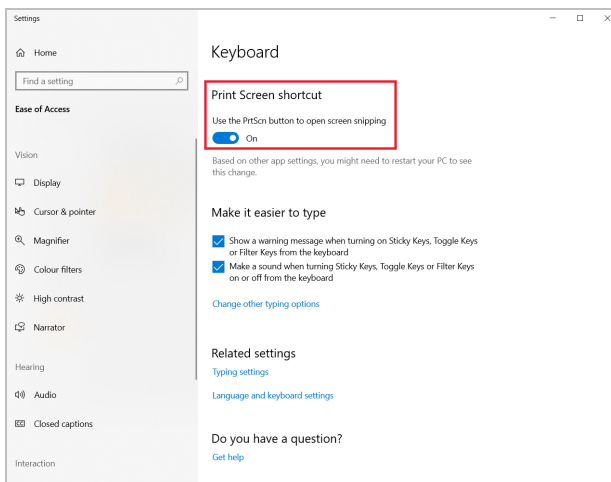 Settings
Home
Find a setting
Ease of Access
Vision
Display
Cursor & pointer
Magnifier
Colour filters
High contrast
Narrator
Hearing
Audio
Closed captions
Interaction
Keyboard
Print Screen shortcut
Use the PrtScn button to open screen snipping
On
Based on other app settings, you might need to restart your PC to see
this change.
Make it easier to type
Show a warning message when turning on Sticky Keys, Toggle Keys
or Filter Keys from the keyboard
Make a sound when turning Sticky Keys, Toggle Keys or Filter Keys
on or off from the keyboard
Change other typing options
Related settings
Typing settings
Language and keyboard settings
Do you have a question?
Get help